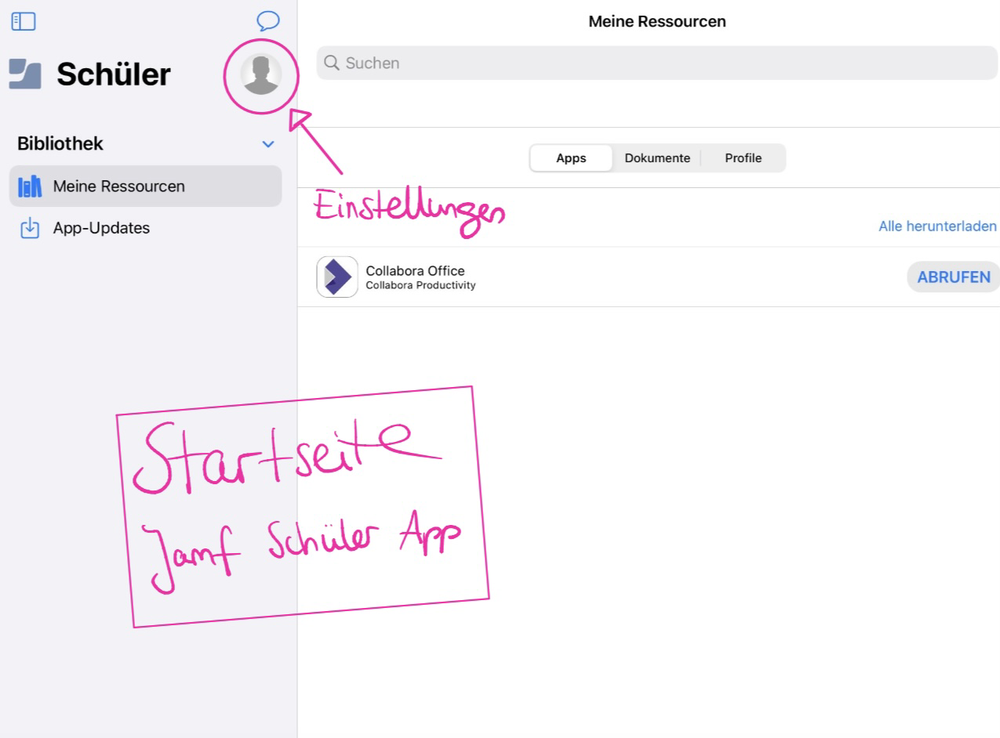 Schüler
Bibliothek
Meine Ressourcen
App-Updates
Meine Ressourcen
Suchen
Apps Dokumente Profile
Einstellungen
Alle herunterladen
Collabora Office
Collabora Productivity
ABRUFEN
Startseite
Jamf Schüler App